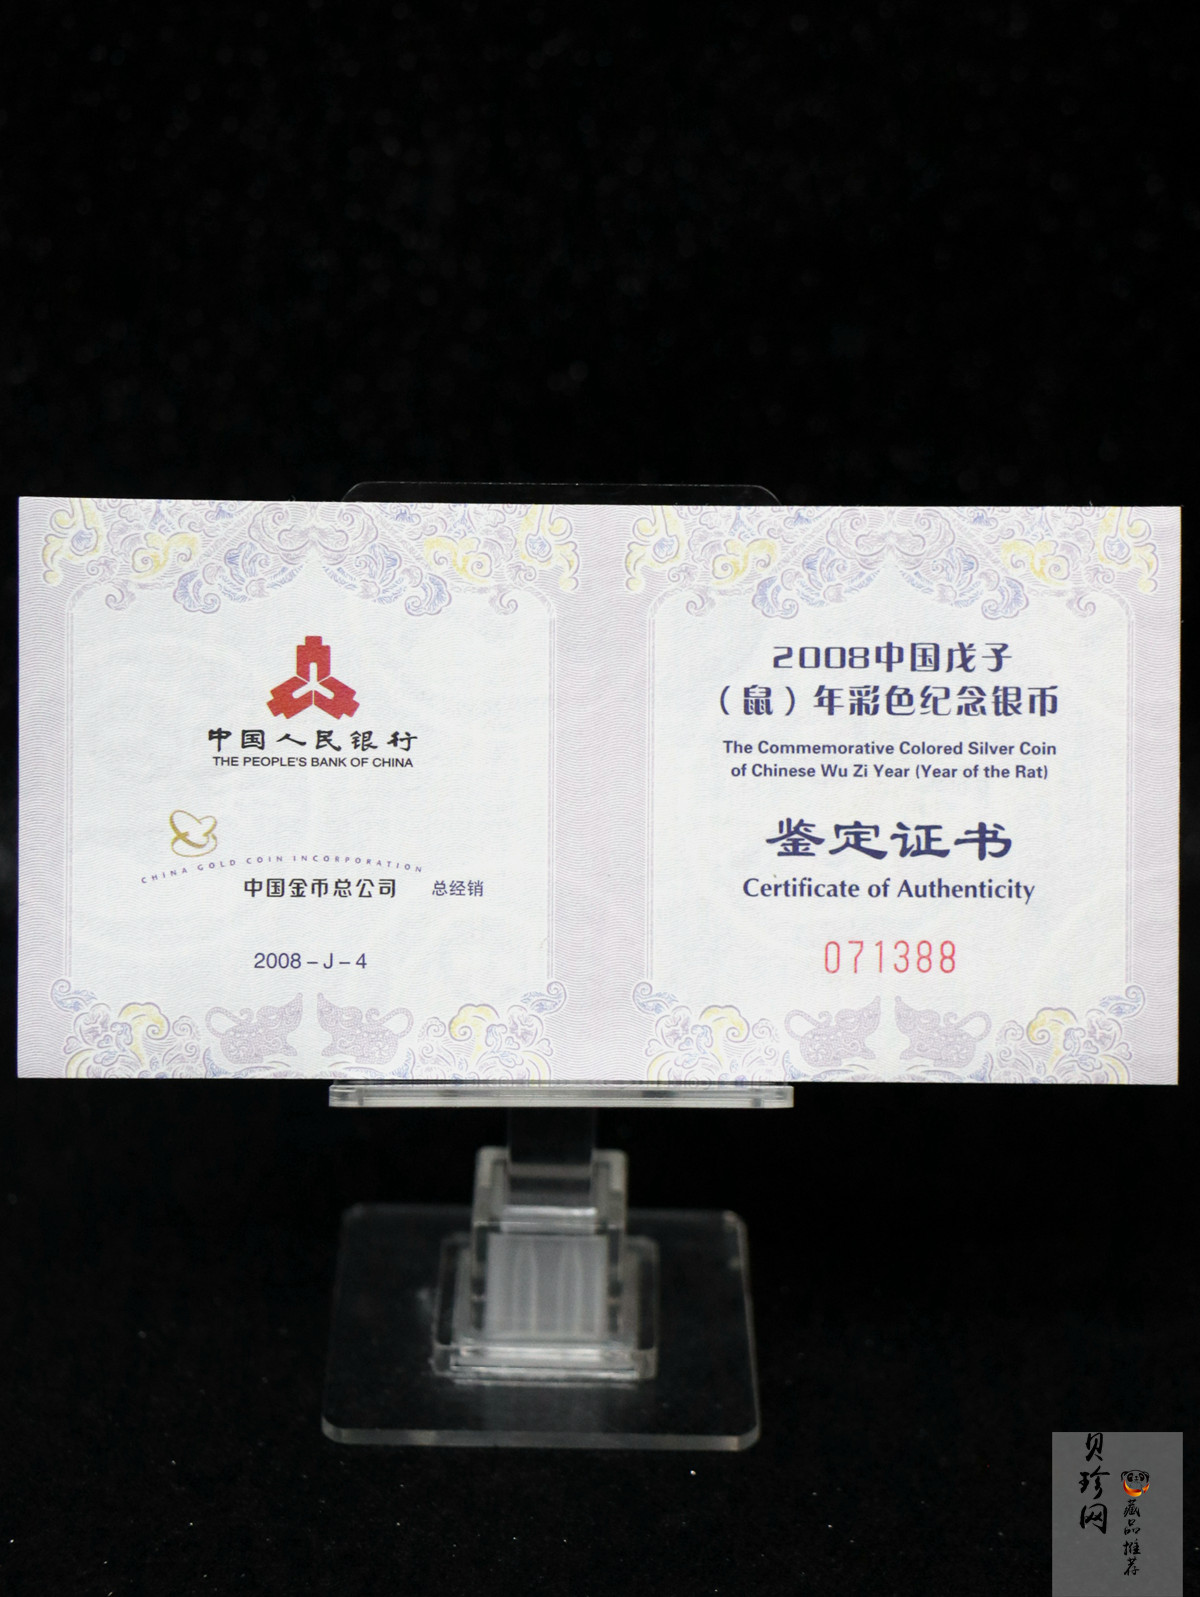 中国人民银行
THE PEOPLE'S BANK OF CHINA
CHINA GOLD COIN INCORPORATION
中国金币总公司 总经销
2008 – J – 4
2008中国戊子
（鼠）年彩色纪念银币
The Commemorative Colored Silver Coin
of Chinese Wu Zi Year (Year of the Rat)
鉴定证书
Certificate of Authenticity
071388
贝珍网
藏品推荐